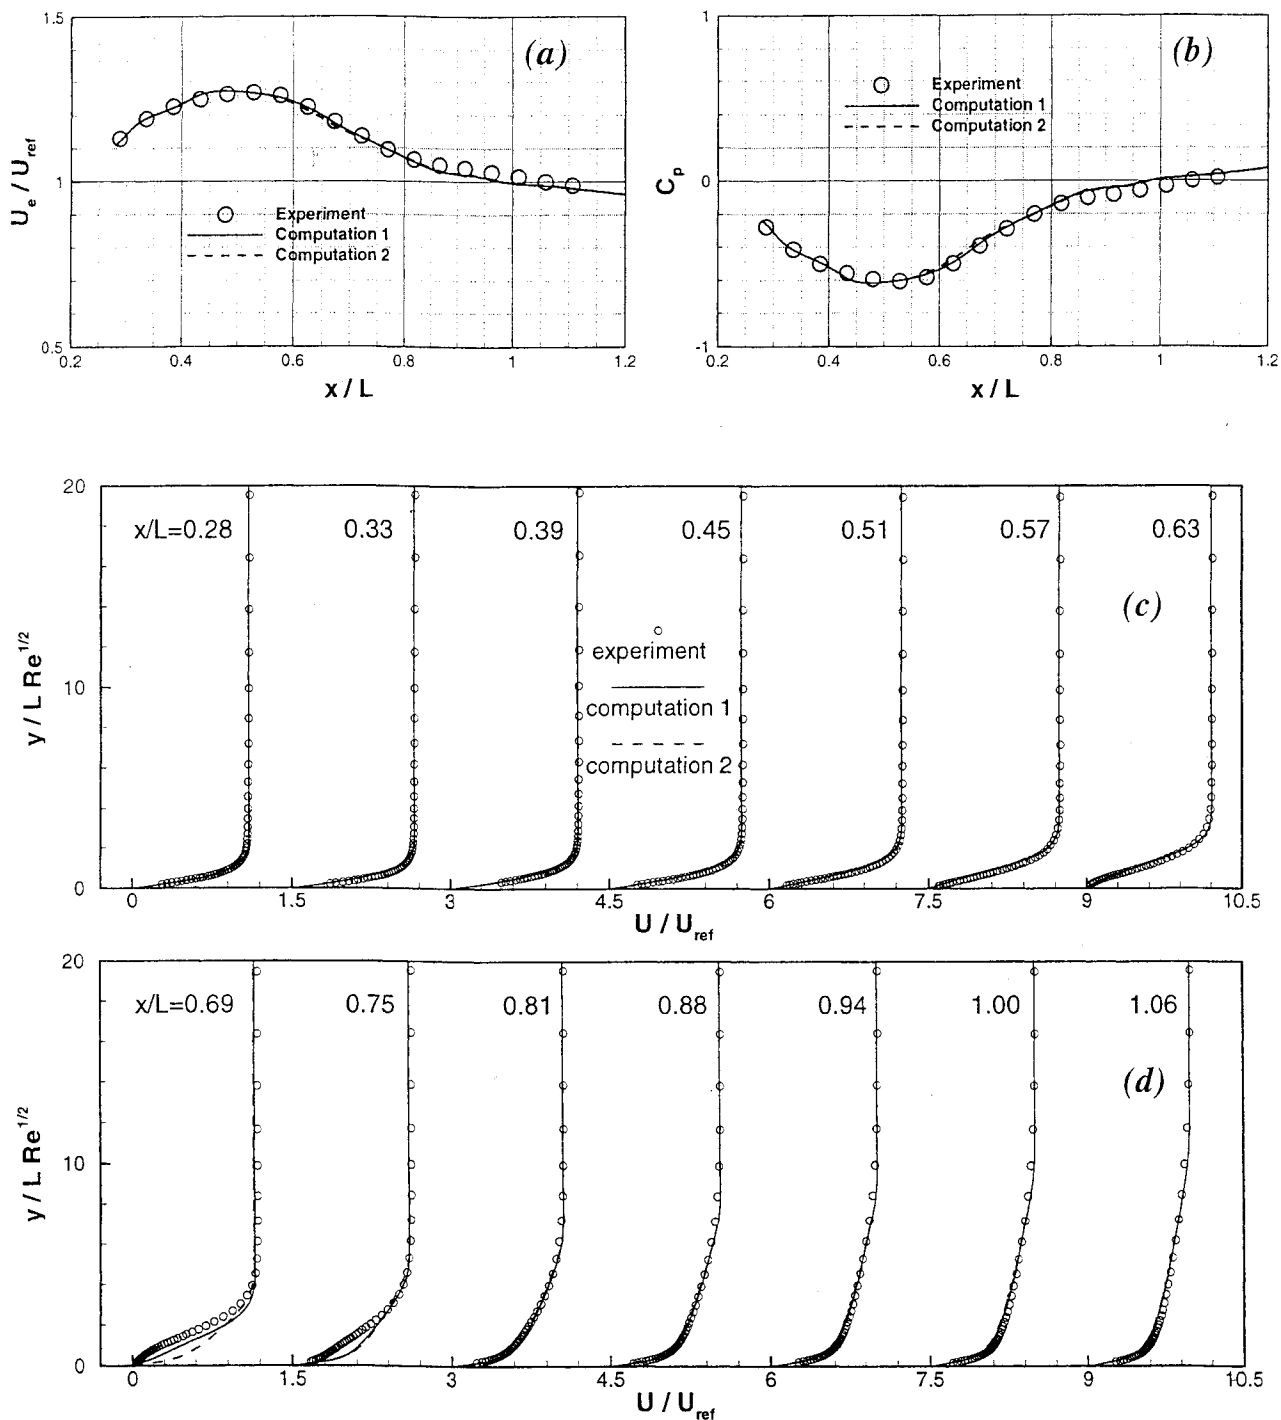 1.5
(a)
U_e / U_ref
1
Experiment
Computation 1
Computation 2
0.5
0.2 0.4 0.6 0.8 1 1.2
x / L
1
(b)
Experiment
Computation 1
Computation 2
C_p
0
-1
0.2 0.4 0.6 0.8 1 1.2
x / L
20
x/L=0.28 0.33 0.39 0.45 0.51 0.57 0.63
(c)
experiment
computation 1
computation 2
y / L Re^1/2
10
0
0 1.5 3 4.5 6 7.5 9 10.5
U / U_ref
20
x/L=0.69 0.75 0.81 0.88 0.94 1.00 1.06
(d)
y / L Re^1/2
10
0
0 1.5 3 4.5 6 7.5 9 10.5
U / U_ref